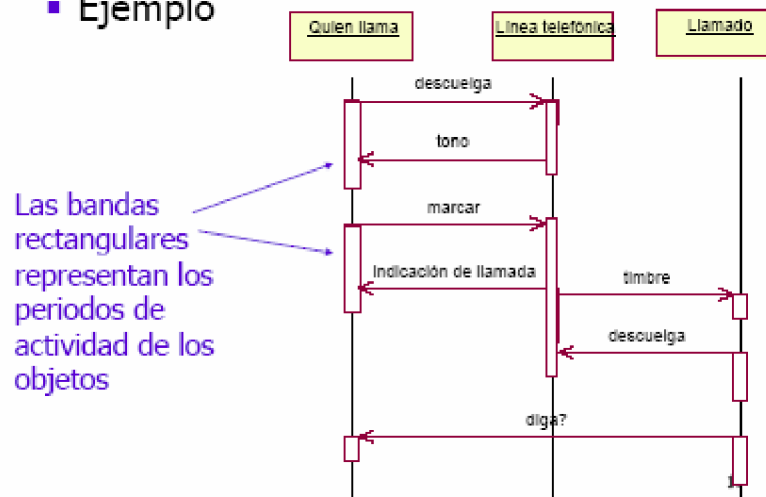 ▪ Ejemplo
Quien llama
Línea telefónica
Llamado
descuelga
tono
marcar
Indicación de llamada
timbre
descuelga
diga?
Las bandas
rectangulares
representan los
periodos de
actividad de los
objetos